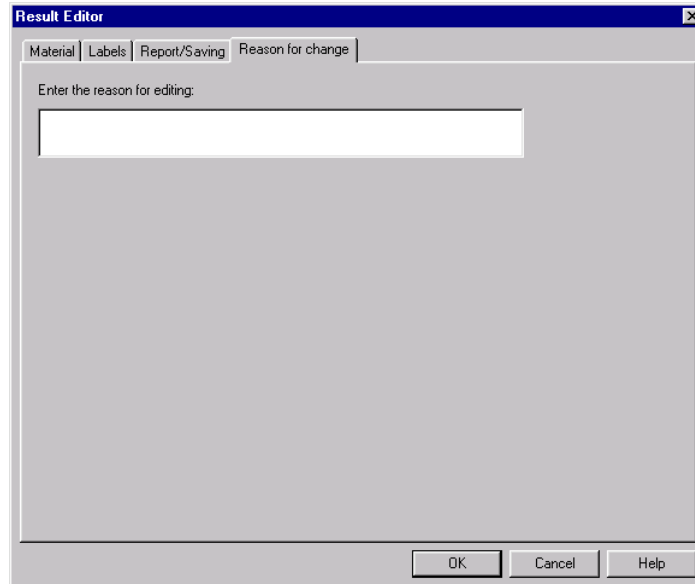 Result Editor
Material Labels Report/Saving Reason for change
Enter the reason for editing:
OK Cancel Help